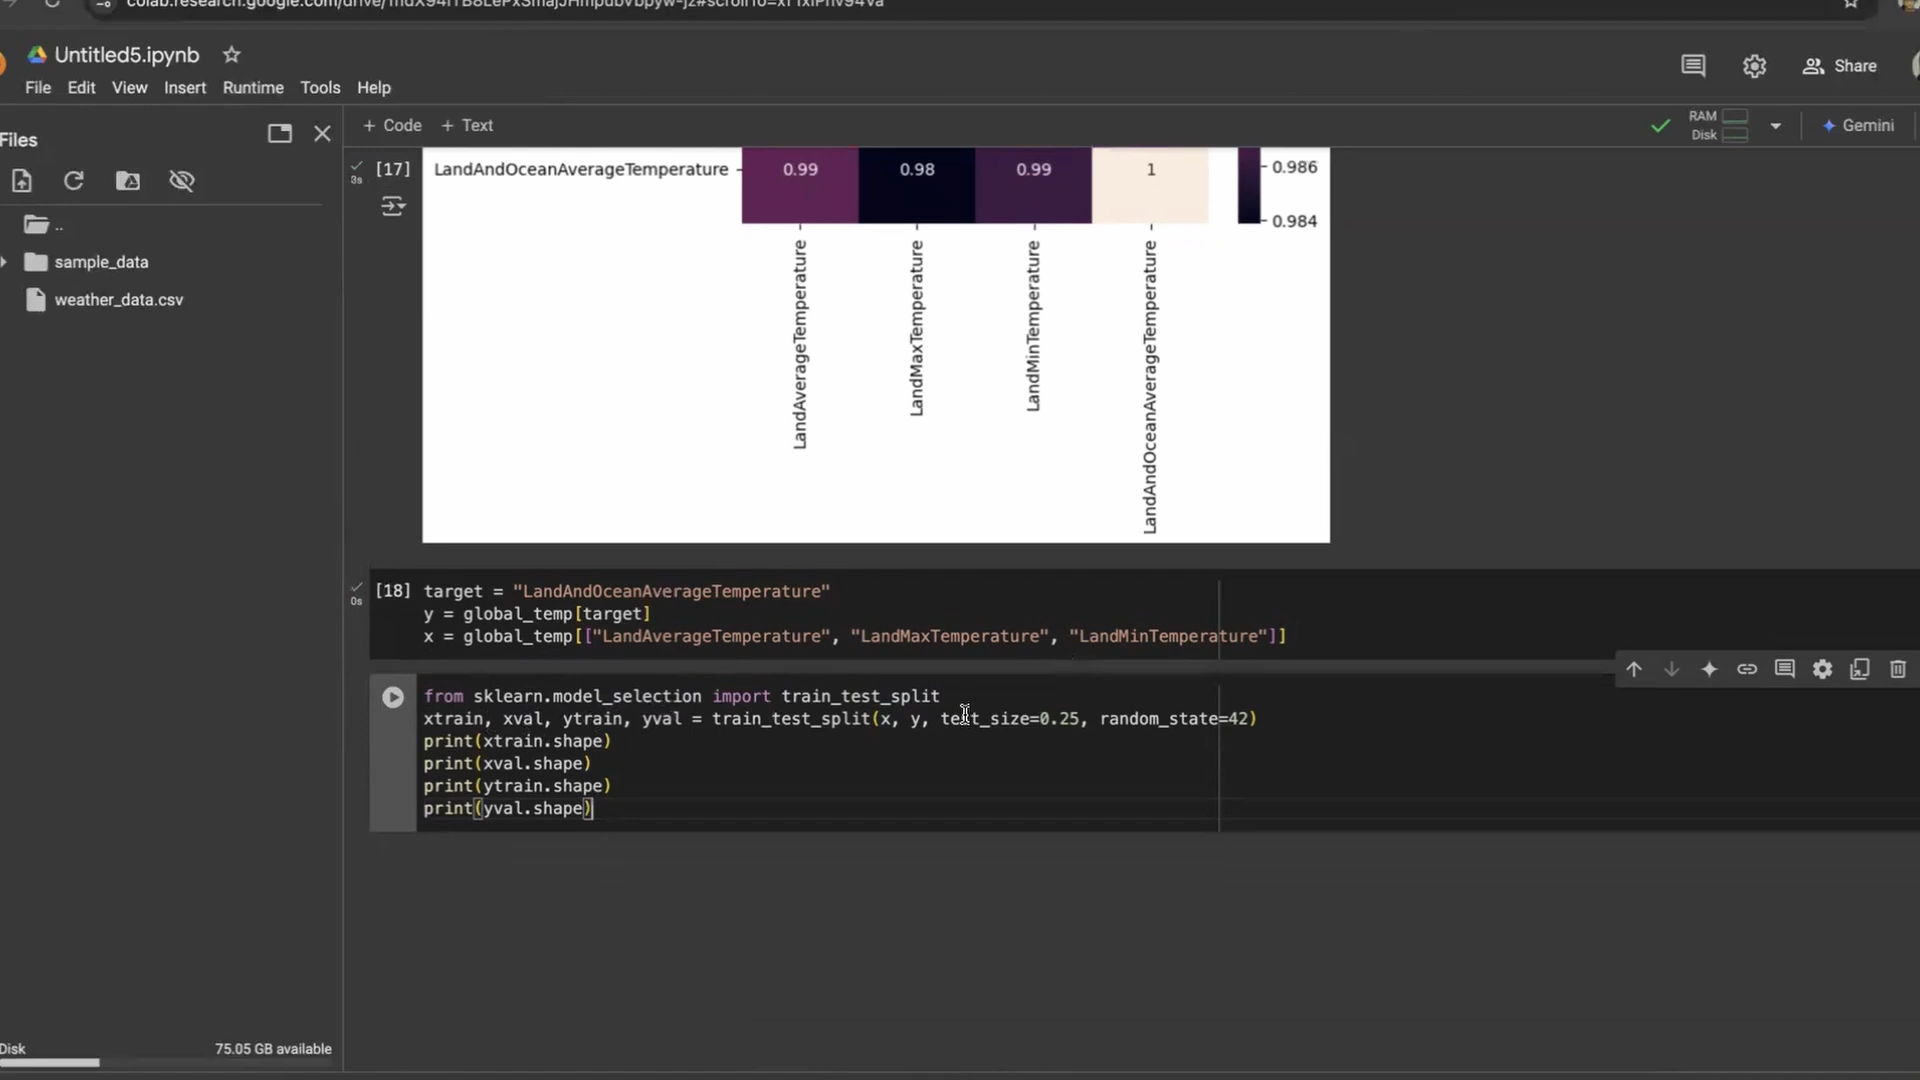 Untitled5.ipynb
File Edit View Insert Runtime Tools Help
Share
Files
+ Code + Text
RAM
Disk
Gemini
..
sample_data
weather_data.csv
[17]
3s
LandAndOceanAverageTemperature
0.99 0.98 0.99 1
0.986
0.984
LandAverageTemperature
LandMaxTemperature
LandMinTemperature
LandAndOceanAverageTemperature
[18]
0s
target = "LandAndOceanAverageTemperature"
y = global_temp[target]
x = global_temp[["LandAverageTemperature", "LandMaxTemperature", "LandMinTemperature"]]
from sklearn.model_selection import train_test_split
xtrain, xval, ytrain, yval = train_test_split(x, y, test_size=0.25, random_state=42)
print(xtrain.shape)
print(xval.shape)
print(ytrain.shape)
print(yval.shape)
Disk 75.05 GB available